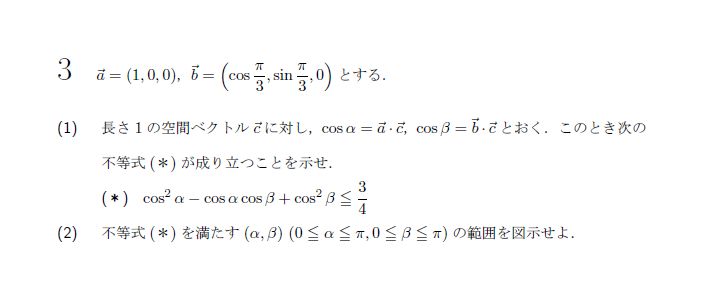 3 $\vec{a} = (1, 0, 0)$, $\vec{b} = \left(\cos\dfrac{\pi}{3}, \sin\dfrac{\pi}{3}, 0\right)$ とする.
(1) 長さ 1 の空間ベクトル $\vec{c}$ に対し, $\cos\alpha = \vec{a}\cdot\vec{c}$, $\cos\beta = \vec{b}\cdot\vec{c}$ とおく. このとき次の
不等式 (＊) が成り立つことを示せ.
(＊) $\cos^2\alpha - \cos\alpha\cos\beta + \cos^2\beta \leqq \dfrac{3}{4}$
(2) 不等式 (＊) を満たす $(\alpha, \beta)$ $(0 \leqq \alpha \leqq \pi, 0 \leqq \beta \leqq \pi)$ の範囲を図示せよ.